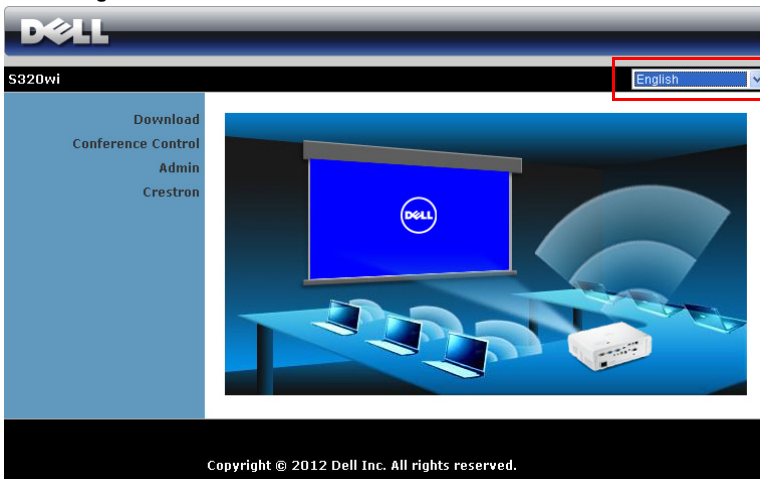 DELL
S320wi
English
Download
Conference Control
Admin
Crestron
DELL
Copyright © 2012 Dell Inc. All rights reserved.